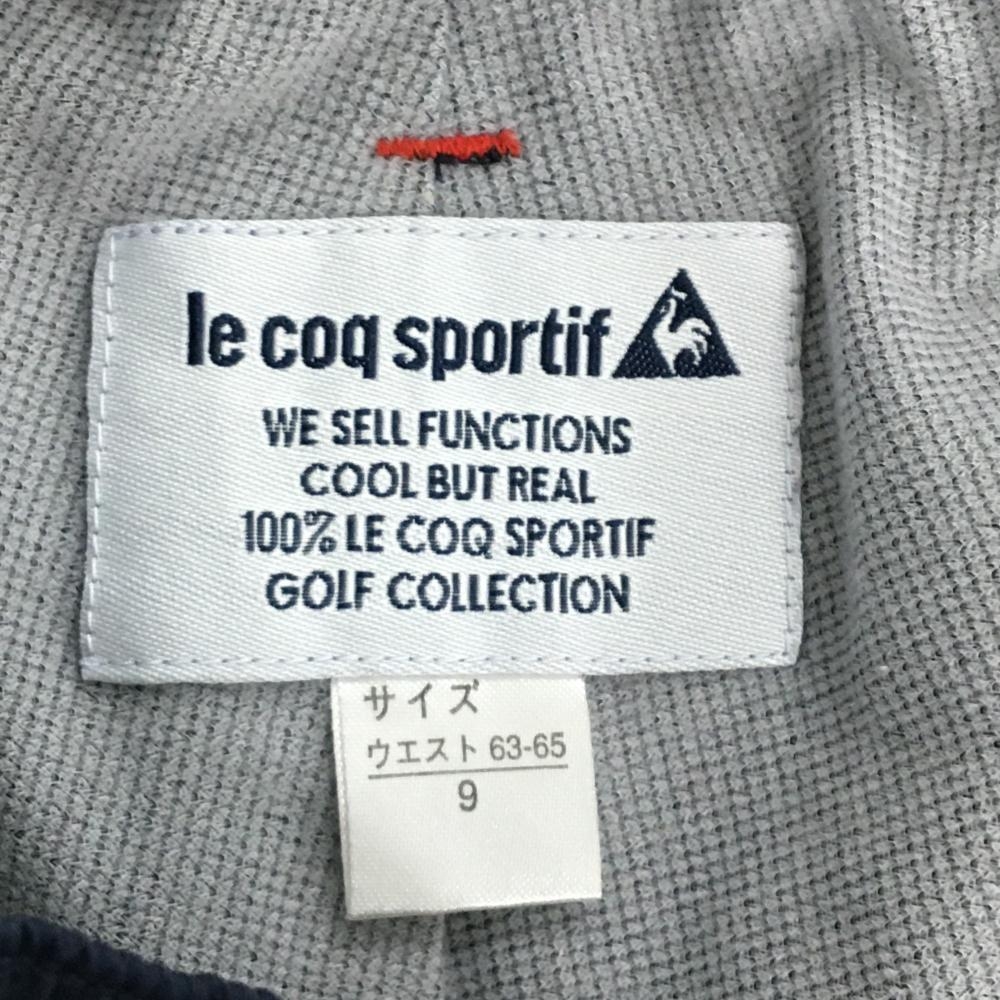 le coq sportif
WE SELL FUNCTIONS
COOL BUT REAL
100% LE COQ SPORTIF
GOLF COLLECTION
サイズ
ウエスト 63-65
9